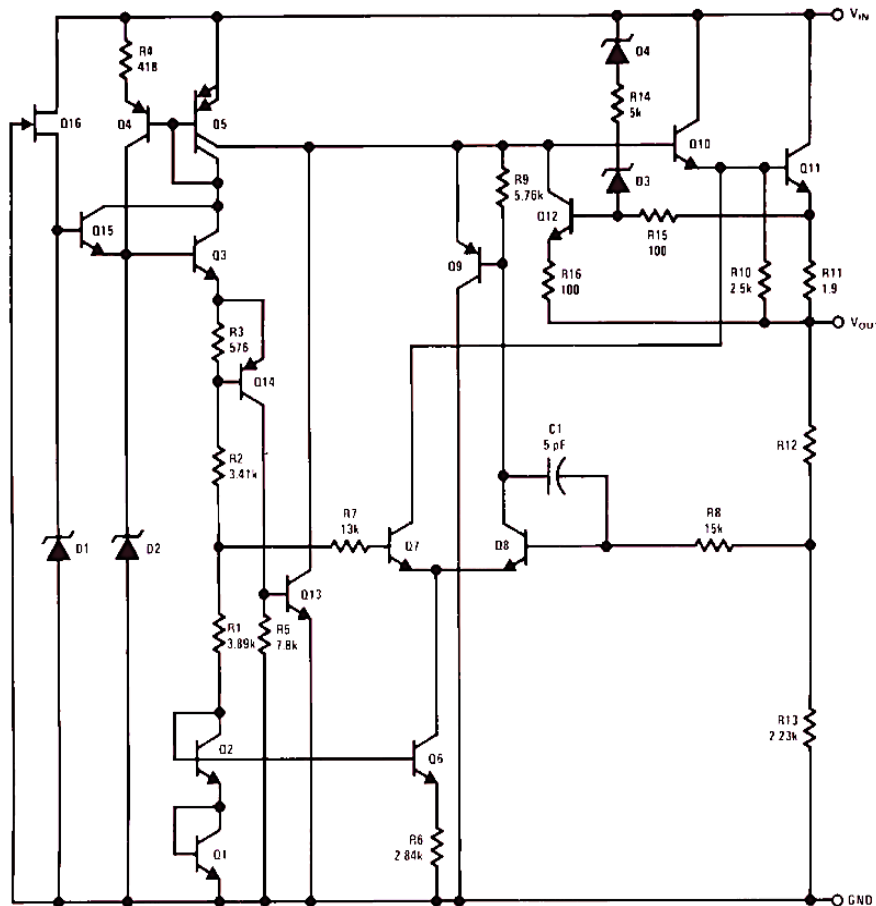 V_IN
R4
418
Q4
R14
5k
Q16
Q4
Q5
Q10
Q11
R9
5.76k
D3
Q15
Q3
Q12
R15
100
Q9
R16
100
R10
2.5k
R11
1.9
V_OUT
R3
576
Q14
C1
5 pF
R12
R2
3.41k
R7
13k
R8
15k
D1
D2
Q7
Q8
Q13
R1
3.89k
R5
7.8k
R13
2.23k
Q2
Q6
R6
2.84k
Q1
GND